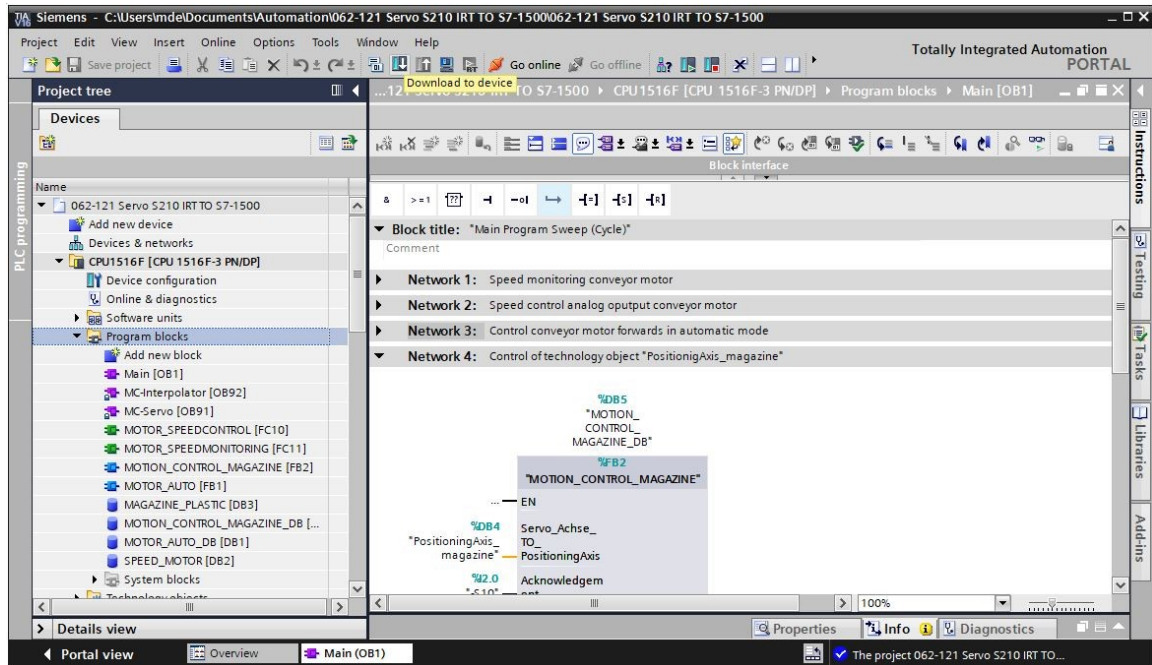 Siemens - C:\Users\mde\Documents\Automation\062-121 Servo S210 IRT TO S7-1500\062-121 Servo S210 IRT TO S7-1500
Project Edit View Insert Online Options Tools Window Help
Totally Integrated Automation
PORTAL
Save project
Go online
Go offline
Download to device
Project tree
TO S7-1500 CPU1516F [CPU 1516F-3 PN/DP] Program blocks Main [OB1]
Devices
Block interface
PLC programming
Name
062-121 Servo S210 IRT TO S7-1500
Add new device
Devices & networks
CPU1516F [CPU 1516F-3 PN/DP]
Device configuration
Online & diagnostics
Software units
Program blocks
Add new block
Main [OB1]
MC-Interpolator [OB92]
MC-Servo [OB91]
MOTOR_SPEEDCONTROL [FC10]
MOTOR_SPEEDMONITORING [FC11]
MOTION_CONTROL_MAGAZINE [FB2]
MOTOR_AUTO [FB1]
MAGAZINE_PLASTIC [DB3]
MOTION_CONTROL_MAGAZINE_DB [...
MOTOR_AUTO_DB [DB1]
SPEED_MOTOR [DB2]
System blocks
Technology objects
Details view
& >=1 ?? -| -o| -[=] -[S] -[R]
Block title: "Main Program Sweep (Cycle)"
Comment
Network 1: Speed monitoring conveyor motor
Network 2: Speed control analog oputput conveyor motor
Network 3: Control conveyor motor forwards in automatic mode
Network 4: Control of technology object "PositionigAxis_magazine"
%DB5
"MOTION_
CONTROL_
MAGAZINE_DB"
%FB2
"MOTION_CONTROL_MAGAZINE"
... EN
%DB4
"PositioningAxis_
magazine"
Servo_Achse_
TO_
PositioningAxis
%I2.0
"-S10"
Acknowledgem
100%
Properties
Info
Diagnostics
Instructions
Testing
Tasks
Libraries
Add-ins
Portal view
Overview
Main (OB1)
The project 062-121 Servo S210 IRT TO...